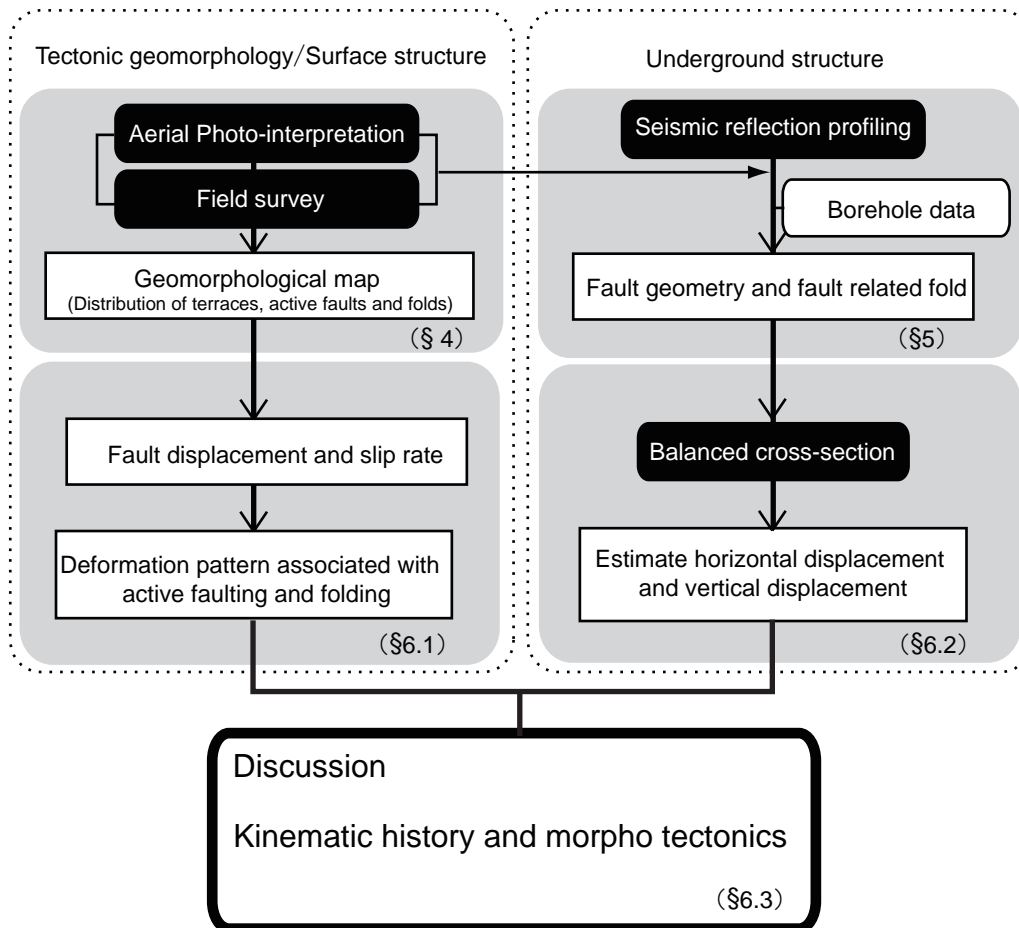 Tectonic geomorphology/Surface structure
Aerial Photo-interpretation
Field survey
Geomorphological map
(Distribution of terraces, active faults and folds)
（§ 4）
Fault displacement and slip rate
Deformation pattern associated with
active faulting and folding
（§6.1）
Underground structure
Seismic reflection profiling
Borehole data
Fault geometry and fault related fold
（§5）
Balanced cross-section
Estimate horizontal displacement
and vertical displacement
（§6.2）
Discussion
Kinematic history and morpho tectonics
（§6.3）